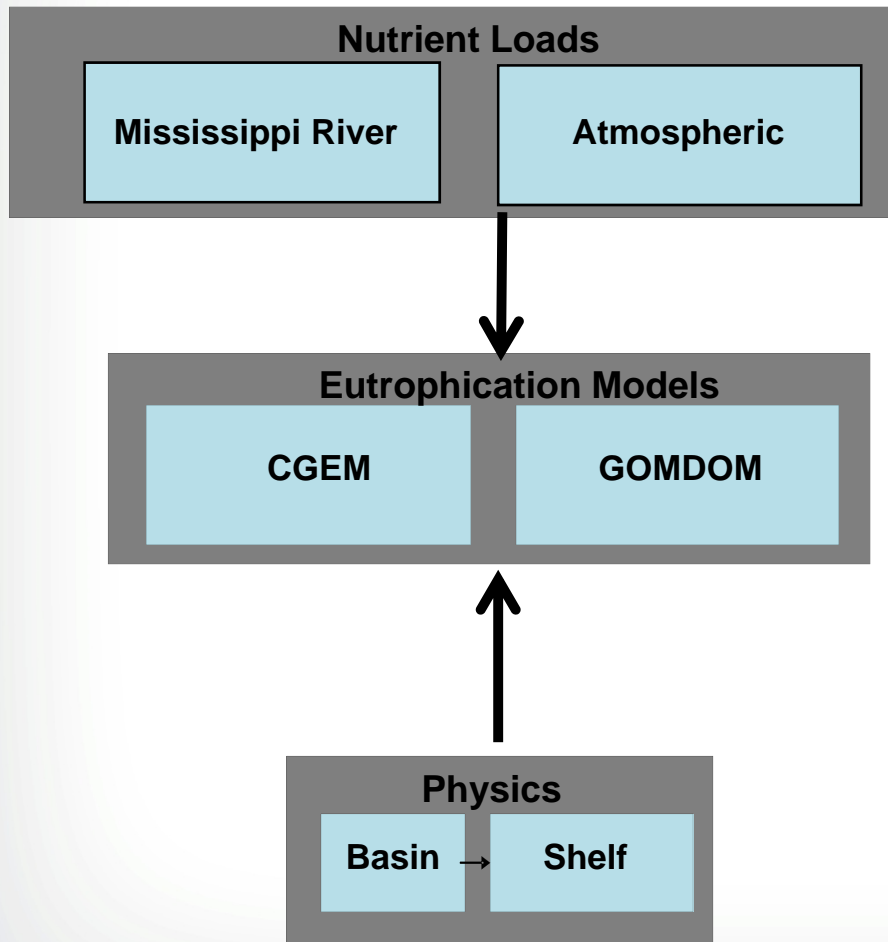 Nutrient Loads
Mississippi River
Atmospheric
Eutrophication Models
CGEM
GOMDOM
Physics
Basin → Shelf